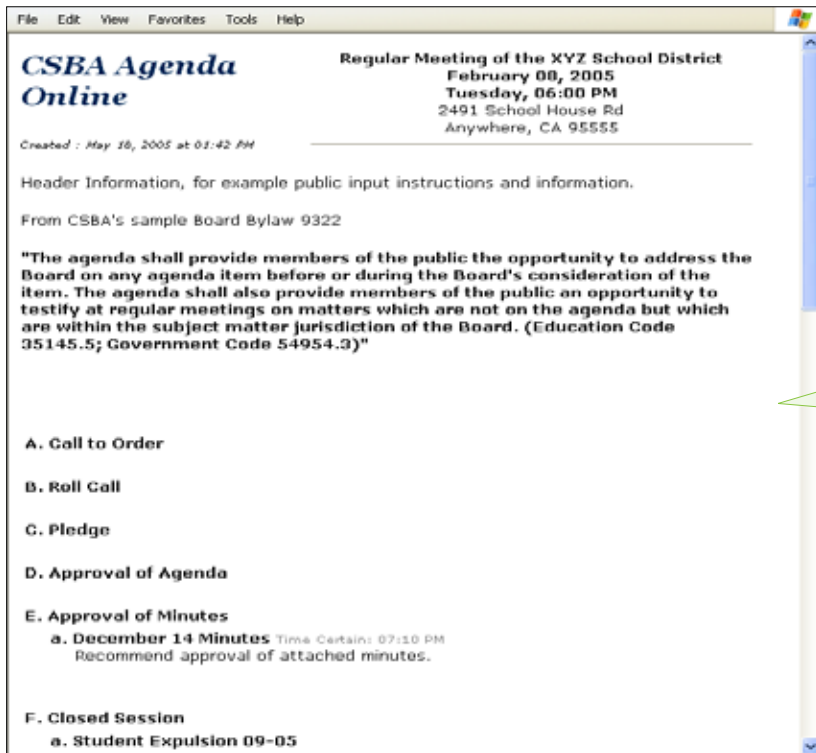 File Edit View Favorites Tools Help
CSBA Agenda
Online
Regular Meeting of the XYZ School District
February 08, 2005
Tuesday, 06:00 PM
2491 School House Rd
Anywhere, CA 95555
Created : May 18, 2005 at 01:42 PM
Header Information, for example public input instructions and information.
From CSBA's sample Board Bylaw 9322
"The agenda shall provide members of the public the opportunity to address the
Board on any agenda item before or during the Board's consideration of the
item. The agenda shall also provide members of the public an opportunity to
testify at regular meetings on matters which are not on the agenda but which
are within the subject matter jurisdiction of the Board. (Education Code
35145.5; Government Code 54954.3)"
A. Call to Order
B. Roll Call
C. Pledge
D. Approval of Agenda
E. Approval of Minutes
a. December 14 Minutes Time Certain: 07:10 PM
Recommend approval of attached minutes.
F. Closed Session
a. Student Expulsion 09-05